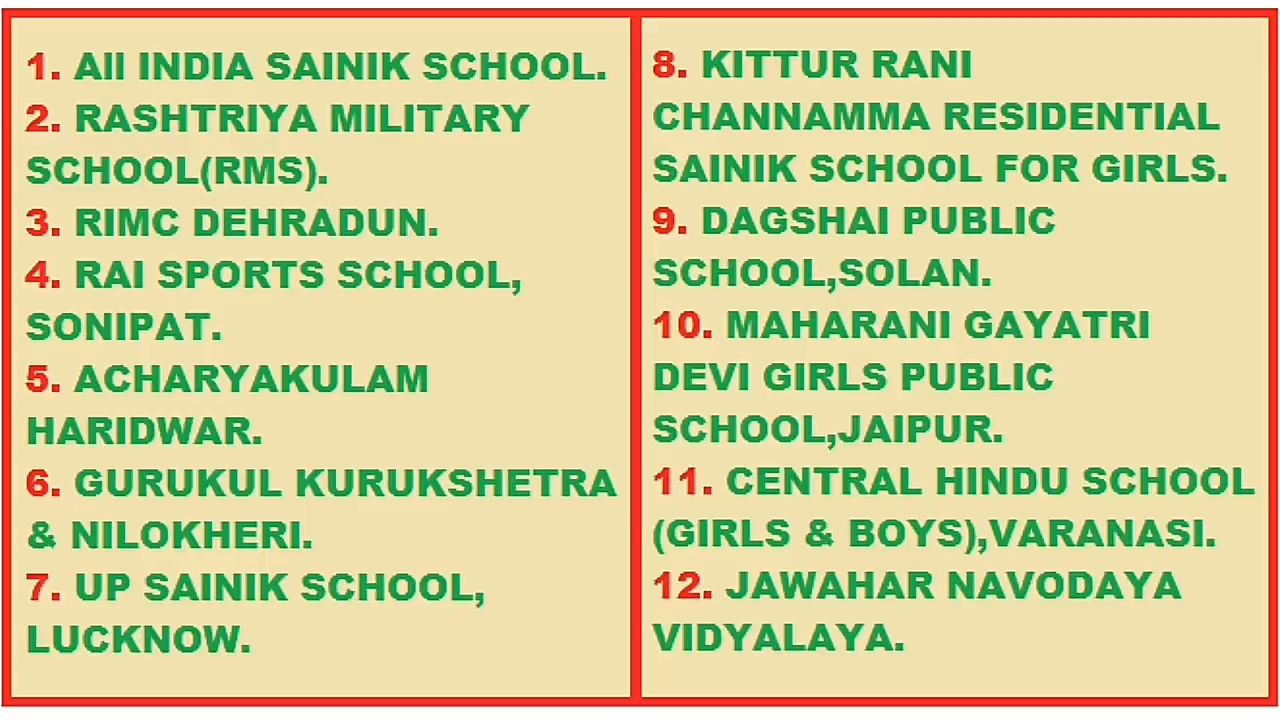 1. All INDIA SAINIK SCHOOL.
2. RASHTRIYA MILITARY
SCHOOL(RMS).
3. RIMC DEHRADUN.
4. RAI SPORTS SCHOOL,
SONIPAT.
5. ACHARYAKULAM
HARIDWAR.
6. GURUKUL KURUKSHETRA
& NILOKHERI.
7. UP SAINIK SCHOOL,
LUCKNOW.
8. KITTUR RANI
CHANNAMMA RESIDENTIAL
SAINIK SCHOOL FOR GIRLS.
9. DAGSHAI PUBLIC
SCHOOL,SOLAN.
10. MAHARANI GAYATRI
DEVI GIRLS PUBLIC
SCHOOL,JAIPUR.
11. CENTRAL HINDU SCHOOL
(GIRLS & BOYS),VARANASI.
12. JAWAHAR NAVODAYA
VIDYALAYA.